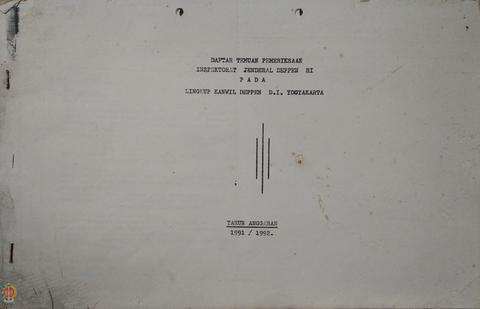 DAFTAR TEMUAN PEMERIKSAAN
INSPEKTORAT JENDERAL DEPPEN RI
P A D A
LINGKUP KANWIL DEPPEN D.I. YOGYAKARTA
TAHUN ANGGARAN
1991 / 1992.